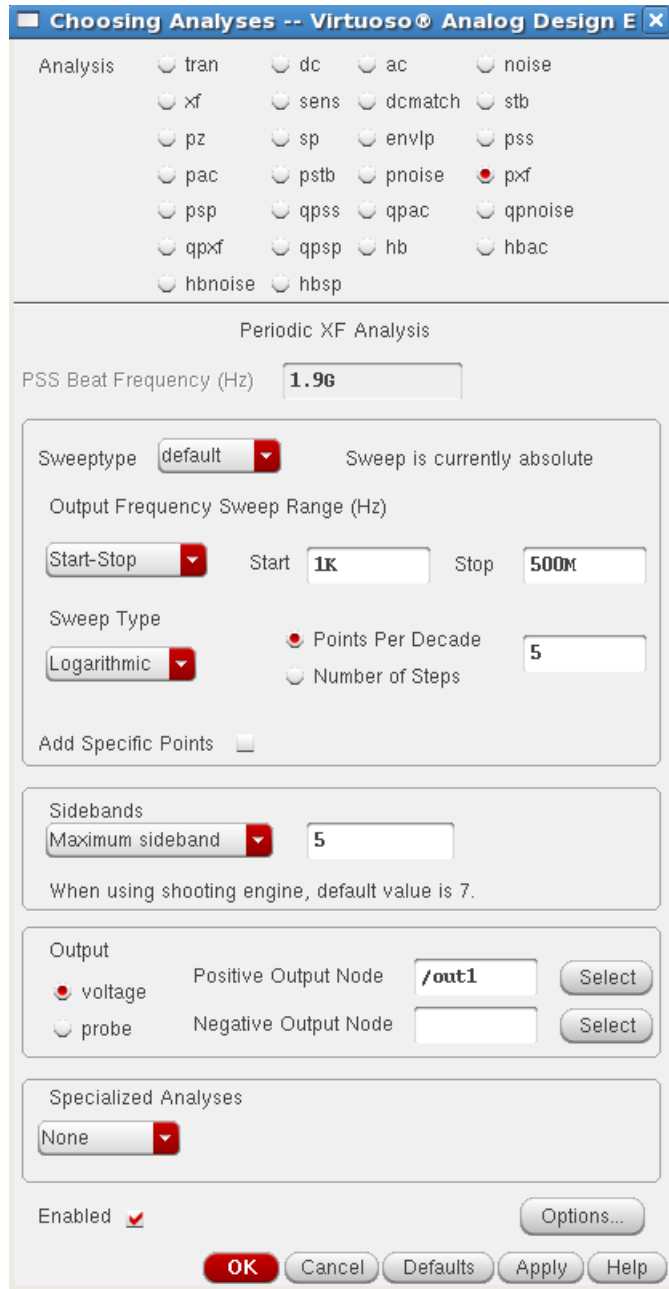 Choosing Analyses -- Virtuoso® Analog Design E
Analysis tran dc ac noise
xf sens dcmatch stb
pz sp envlp pss
pac pstb pnoise pxf
psp qpss qpac qpnoise
qpxf qpsp hb hbac
hbnoise hbsp
Periodic XF Analysis
PSS Beat Frequency (Hz) 1.9G
Sweeptype default Sweep is currently absolute
Output Frequency Sweep Range (Hz)
Start-Stop Start 1K Stop 500M
Sweep Type
Logarithmic
Points Per Decade 5
Number of Steps
Add Specific Points
Sidebands
Maximum sideband 5
When using shooting engine, default value is 7.
Output
voltage
probe
Positive Output Node /out1 Select
Negative Output Node Select
Specialized Analyses
None
Enabled Options...
OK Cancel Defaults Apply Help